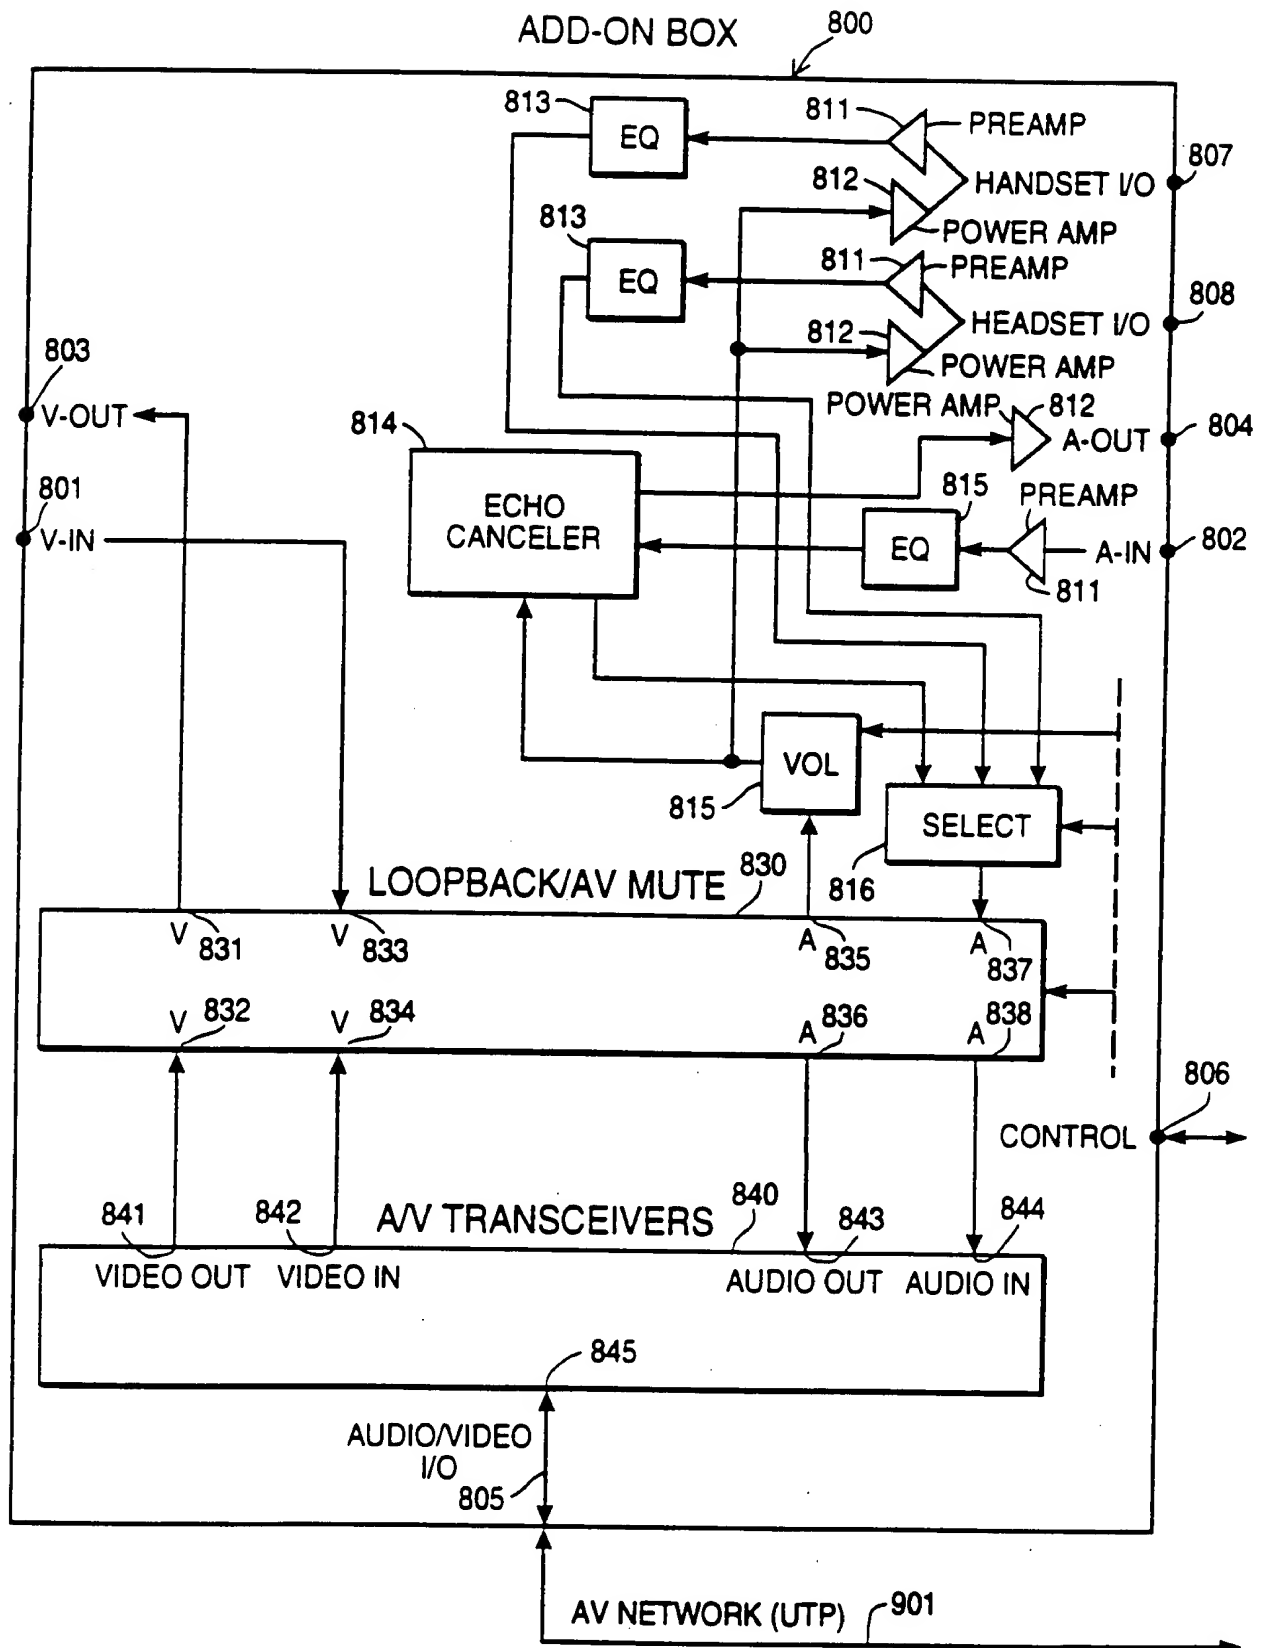 ADD-ON BOX
800
813
EQ
811
PREAMP
807
HANDSET I/O
812
POWER AMP
813
EQ
811
PREAMP
808
HEADSET I/O
812
POWER AMP
803
V-OUT
814
POWER AMP
812
A-OUT
804
801
V-IN
ECHO
CANCELER
815
EQ
PREAMP
811
A-IN
802
VOL
815
SELECT
816
LOOPBACK/AV MUTE
830
V
831
V
833
A
835
A
837
V
832
V
834
A
836
A
838
806
CONTROL
A/V TRANSCEIVERS
840
841
842
843
844
VIDEO OUT
VIDEO IN
AUDIO OUT
AUDIO IN
845
AUDIO/VIDEO
I/O
805
AV NETWORK (UTP)
901